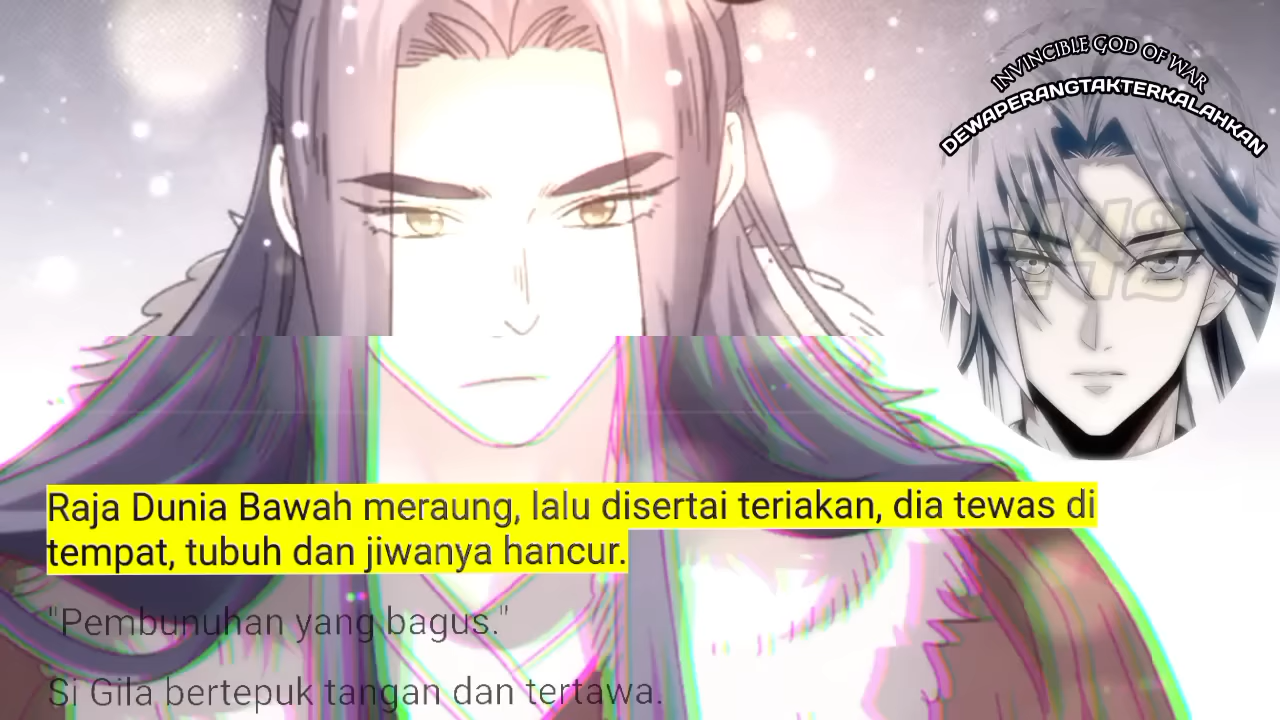 INVINCIBLE GOD OF WAR
DEWAPERANGTAKTERKALAHKAN
Raja Dunia Bawah meraung, lalu disertai teriakan, dia tewas di
tempat, tubuh dan jiwanya hancur.
"Pembunuhan yang bagus."
Si Gila bertepuk tangan dan tertawa.